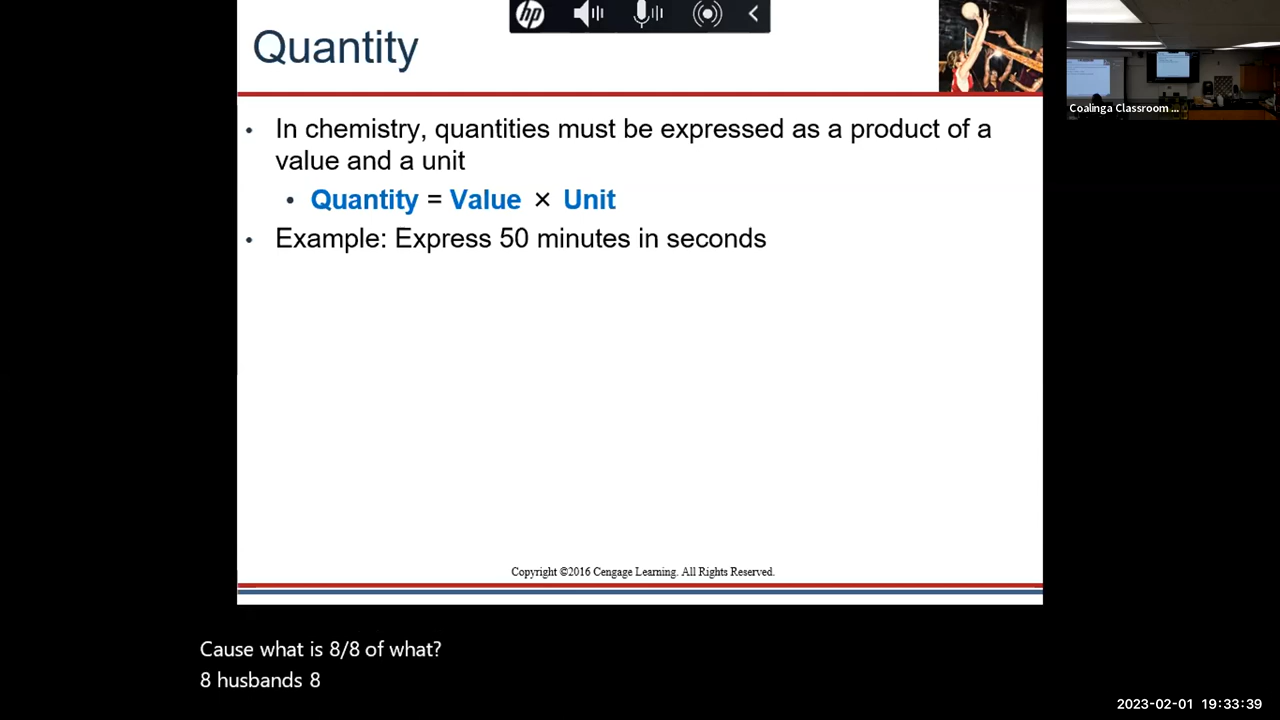 hp
Quantity
Coalinga Classroom ...
• In chemistry, quantities must be expressed as a product of a
value and a unit
• Quantity = Value × Unit
• Example: Express 50 minutes in seconds
Copyright ©2016 Cengage Learning. All Rights Reserved.
Cause what is 8/8 of what?
8 husbands 8
2023-02-01 19:33:39